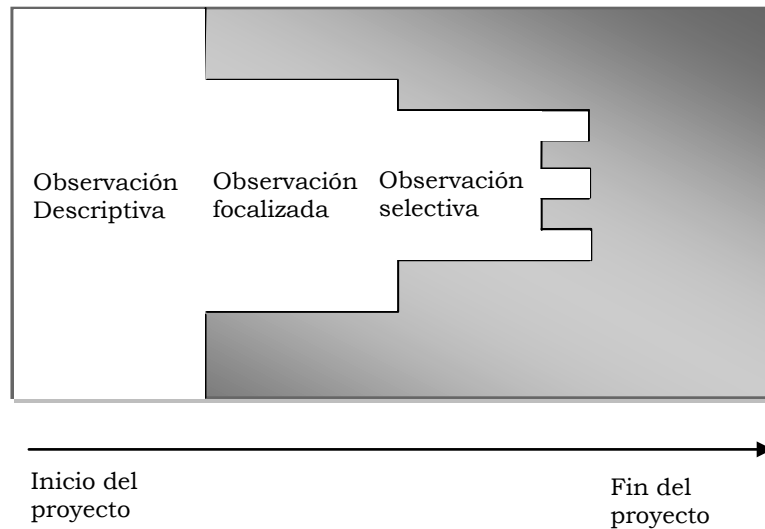 Observación
Descriptiva
Observación
focalizada
Observación
selectiva
Inicio del
proyecto
Fin del
proyecto